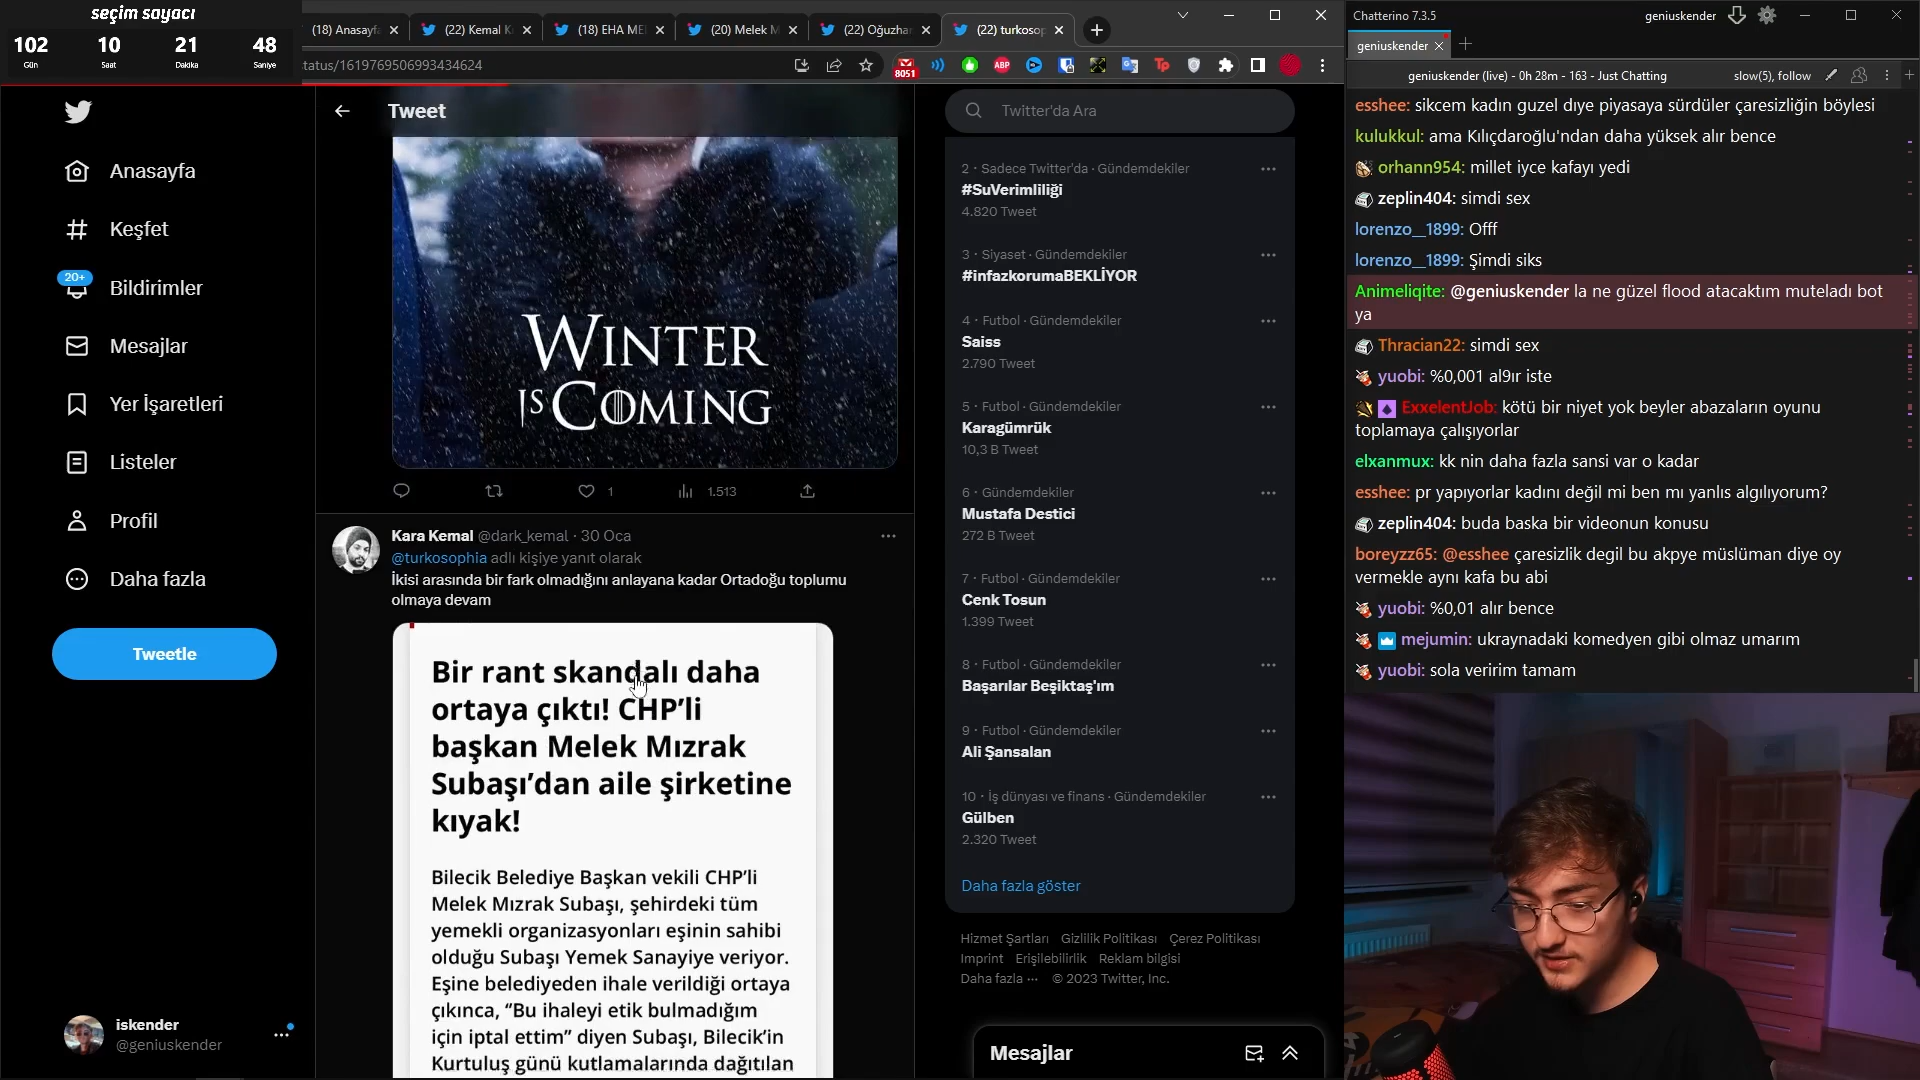 seçim sayacı
102 10 21 48
Gün Saat Dakika Saniye
(18) Anasayfa
(22) Kemal K
(18) EHA ME
(20) Melek M
(22) Oğuzhan
(22) turkosop
tatus/1619769506993434624
8051
ABP
Tp
Anasayfa
Keşfet
20+
Bildirimler
Mesajlar
Yer İşaretleri
Listeler
Profil
Daha fazla
Tweetle
iskender
@geniuskender
Tweet
WINTER
IS COMING
1
1.513
Kara Kemal @dark_kemal · 30 Oca
@turkosophia adlı kişiye yanıt olarak
İkisi arasında bir fark olmadığını anlayana kadar Ortadoğu toplumu
olmaya devam
Bir rant skandalı daha
ortaya çıktı! CHP’li
başkan Melek Mızrak
Subaşı’dan aile şirketine
kıyak!
Bilecik Belediye Başkan vekili CHP’li
Melek Mızrak Subaşı, şehirdeki tüm
yemekli organizasyonları eşinin sahibi
olduğu Subaşı Yemek Sanayiye veriyor.
Eşine belediyeden ihale verildiği ortaya
çıkınca, “Bu ihaleyi etik bulmadığım
için iptal ettim” diyen Subaşı, Bilecik’in
Kurtuluş günü kutlamalarında dağıtılan
Twitter'da Ara
2 · Sadece Twitter'da · Gündemdekiler
#SuVerimliliği
4.820 Tweet
3 · Siyaset · Gündemdekiler
#infazkorumaBEKLİYOR
4 · Futbol · Gündemdekiler
Saiss
2.790 Tweet
5 · Futbol · Gündemdekiler
Karagümrük
10,3 B Tweet
6 · Gündemdekiler
Mustafa Destici
272 B Tweet
7 · Futbol · Gündemdekiler
Cenk Tosun
1.399 Tweet
8 · Futbol · Gündemdekiler
Başarılar Beşiktaş'ım
9 · Futbol · Gündemdekiler
Ali Şansalan
10 · İş dünyası ve finans · Gündemdekiler
Gülben
2.320 Tweet
Daha fazla göster
Hizmet Şartları Gizlilik Politikası Çerez Politikası
Imprint Erişilebilirlik Reklam bilgisi
Daha fazla ··· © 2023 Twitter, Inc.
Mesajlar
Chatterino 7.3.5
geniuskender
geniuskender
geniuskender (live) - 0h 28m - 163 - Just Chatting
slow(5), follow
esshee: sikcem kadın guzel dıye piyasaya sürdüler çaresizliğin böylesi
kulukkul: ama Kılıçdaroğlu'ndan daha yüksek alır bence
orhann954: millet iyce kafayı yedi
zeplin404: simdi sex
lorenzo__1899: Offf
lorenzo__1899: Şimdi siks
Animeliqite: @geniuskender la ne güzel flood atacaktım muteladı bot
ya
Thracian22: simdi sex
yuobi: %0,001 al9ır iste
ExxelentJob: kötü bir niyet yok beyler abazaların oyunu
toplamaya çalışıyorlar
elxanmux: kk nin daha fazla sansi var o kadar
esshee: pr yapıyorlar kadını değil mi ben mı yanlıs algılıyorum?
zeplin404: buda baska bir videonun konusu
boreyzz65: @esshee çaresizlik degil bu akpye müslüman diye oy
vermekle aynı kafa bu abi
yuobi: %0,01 alır bence
mejumin: ukraynadaki komedyen gibi olmaz umarım
yuobi: sola veririm tamam